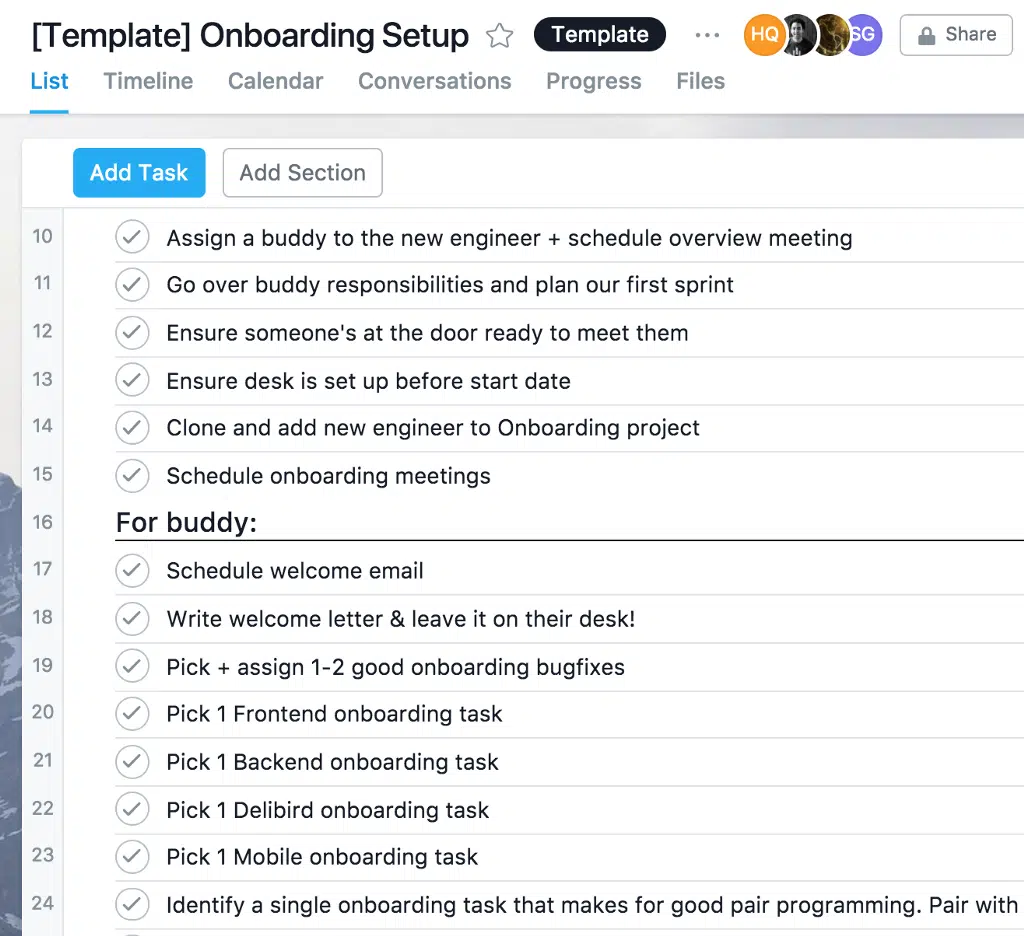 [Template] Onboarding Setup Template ... HQ SG Share
List Timeline Calendar Conversations Progress Files
Add Task Add Section
10 Assign a buddy to the new engineer + schedule overview meeting
11 Go over buddy responsibilities and plan our first sprint
12 Ensure someone's at the door ready to meet them
13 Ensure desk is set up before start date
14 Clone and add new engineer to Onboarding project
15 Schedule onboarding meetings
16 For buddy:
17 Schedule welcome email
18 Write welcome letter & leave it on their desk!
19 Pick + assign 1-2 good onboarding bugfixes
20 Pick 1 Frontend onboarding task
21 Pick 1 Backend onboarding task
22 Pick 1 Delibird onboarding task
23 Pick 1 Mobile onboarding task
24 Identify a single onboarding task that makes for good pair programming. Pair with